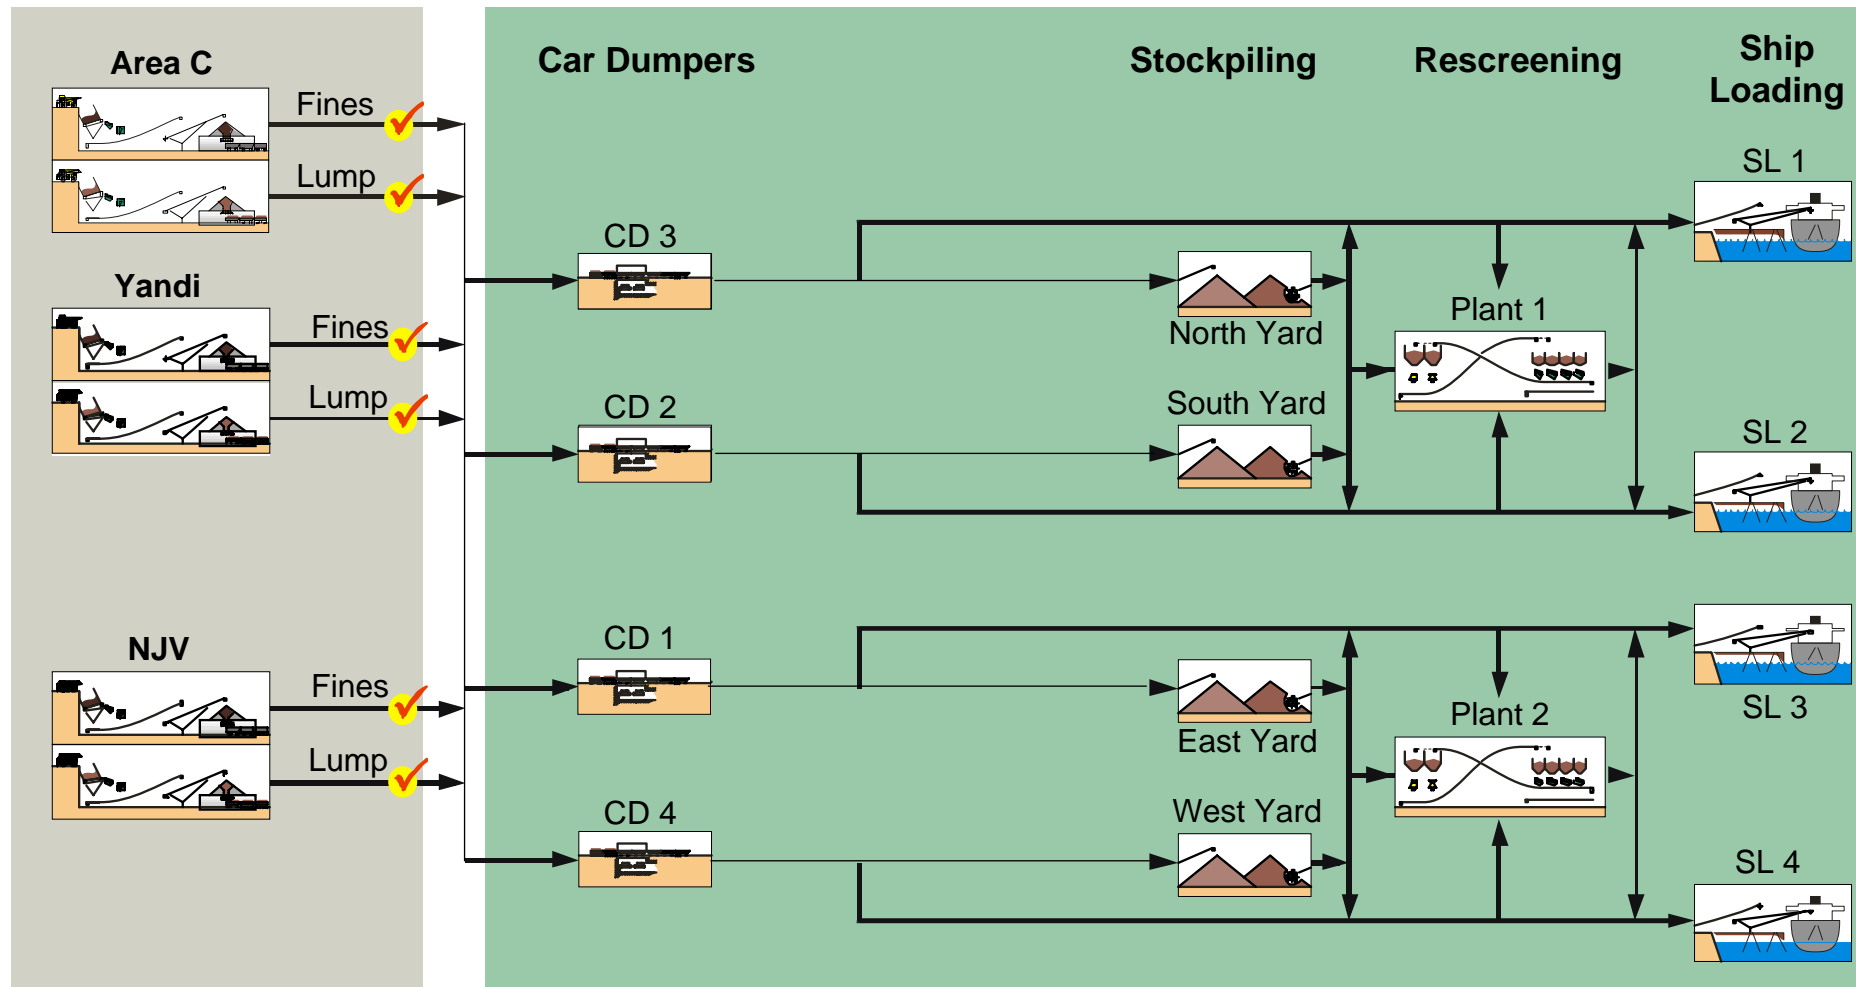 Area C
Fines
Lump
Yandi
Fines
Lump
NJV
Fines
Lump
Car Dumpers
Stockpiling
Rescreening
Ship
Loading
CD 3
North Yard
Plant 1
SL 1
CD 2
South Yard
SL 2
CD 1
East Yard
Plant 2
SL 3
CD 4
West Yard
SL 4